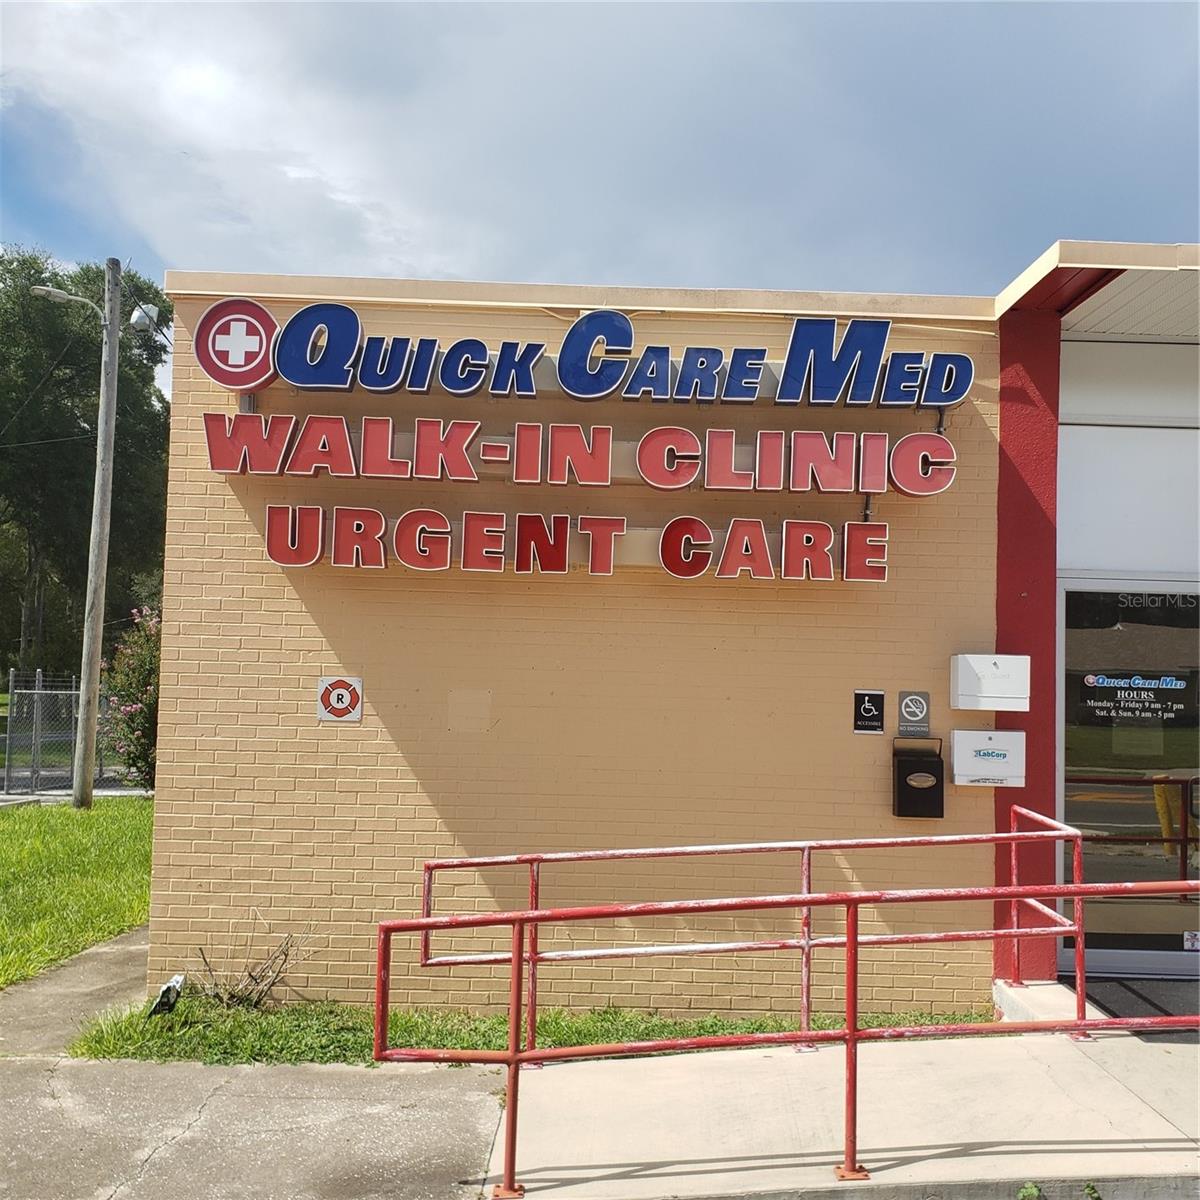 QUICK CARE MED
WALK-IN CLINIC
URGENT CARE
R
ACCESSIBLE
NO SMOKING
LabCorp
StellarMLS
QUICK CARE MED
HOURS
Monday - Friday 9 am - 7 pm
Sat. & Sun. 9 am - 5 pm